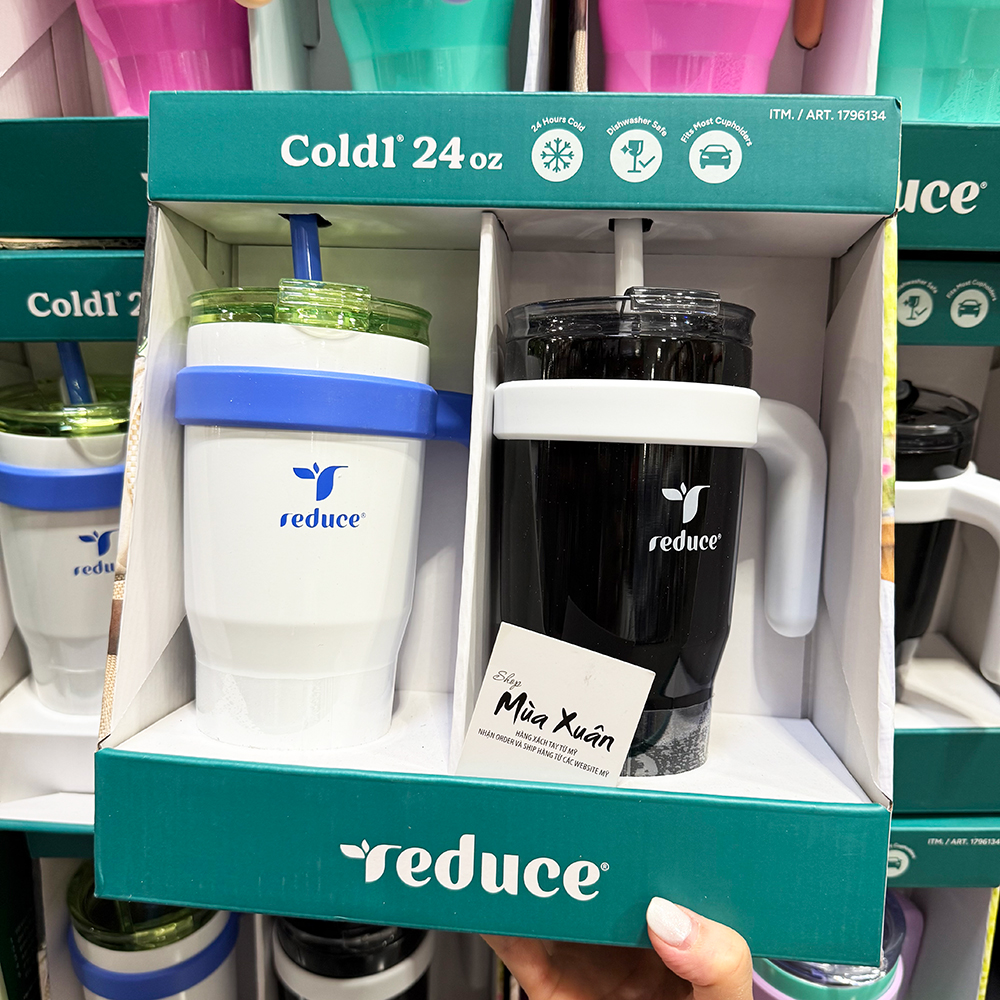 Cold1® 24 oz
24 Hours Cold
Dishwasher Safe
Fits Most Cupholders
ITM. / ART. 1796134
uce®
Cold1® 2
reduce®
reduce®
redu
Shop
Mùa Xuân
HÀNG XÁCH TAY TỪ MỸ
NHẬN ORDER VÀ SHIP HÀNG TỪ CÁC WEBSITE MỸ
reduce®
ITM. / ART. 1796134